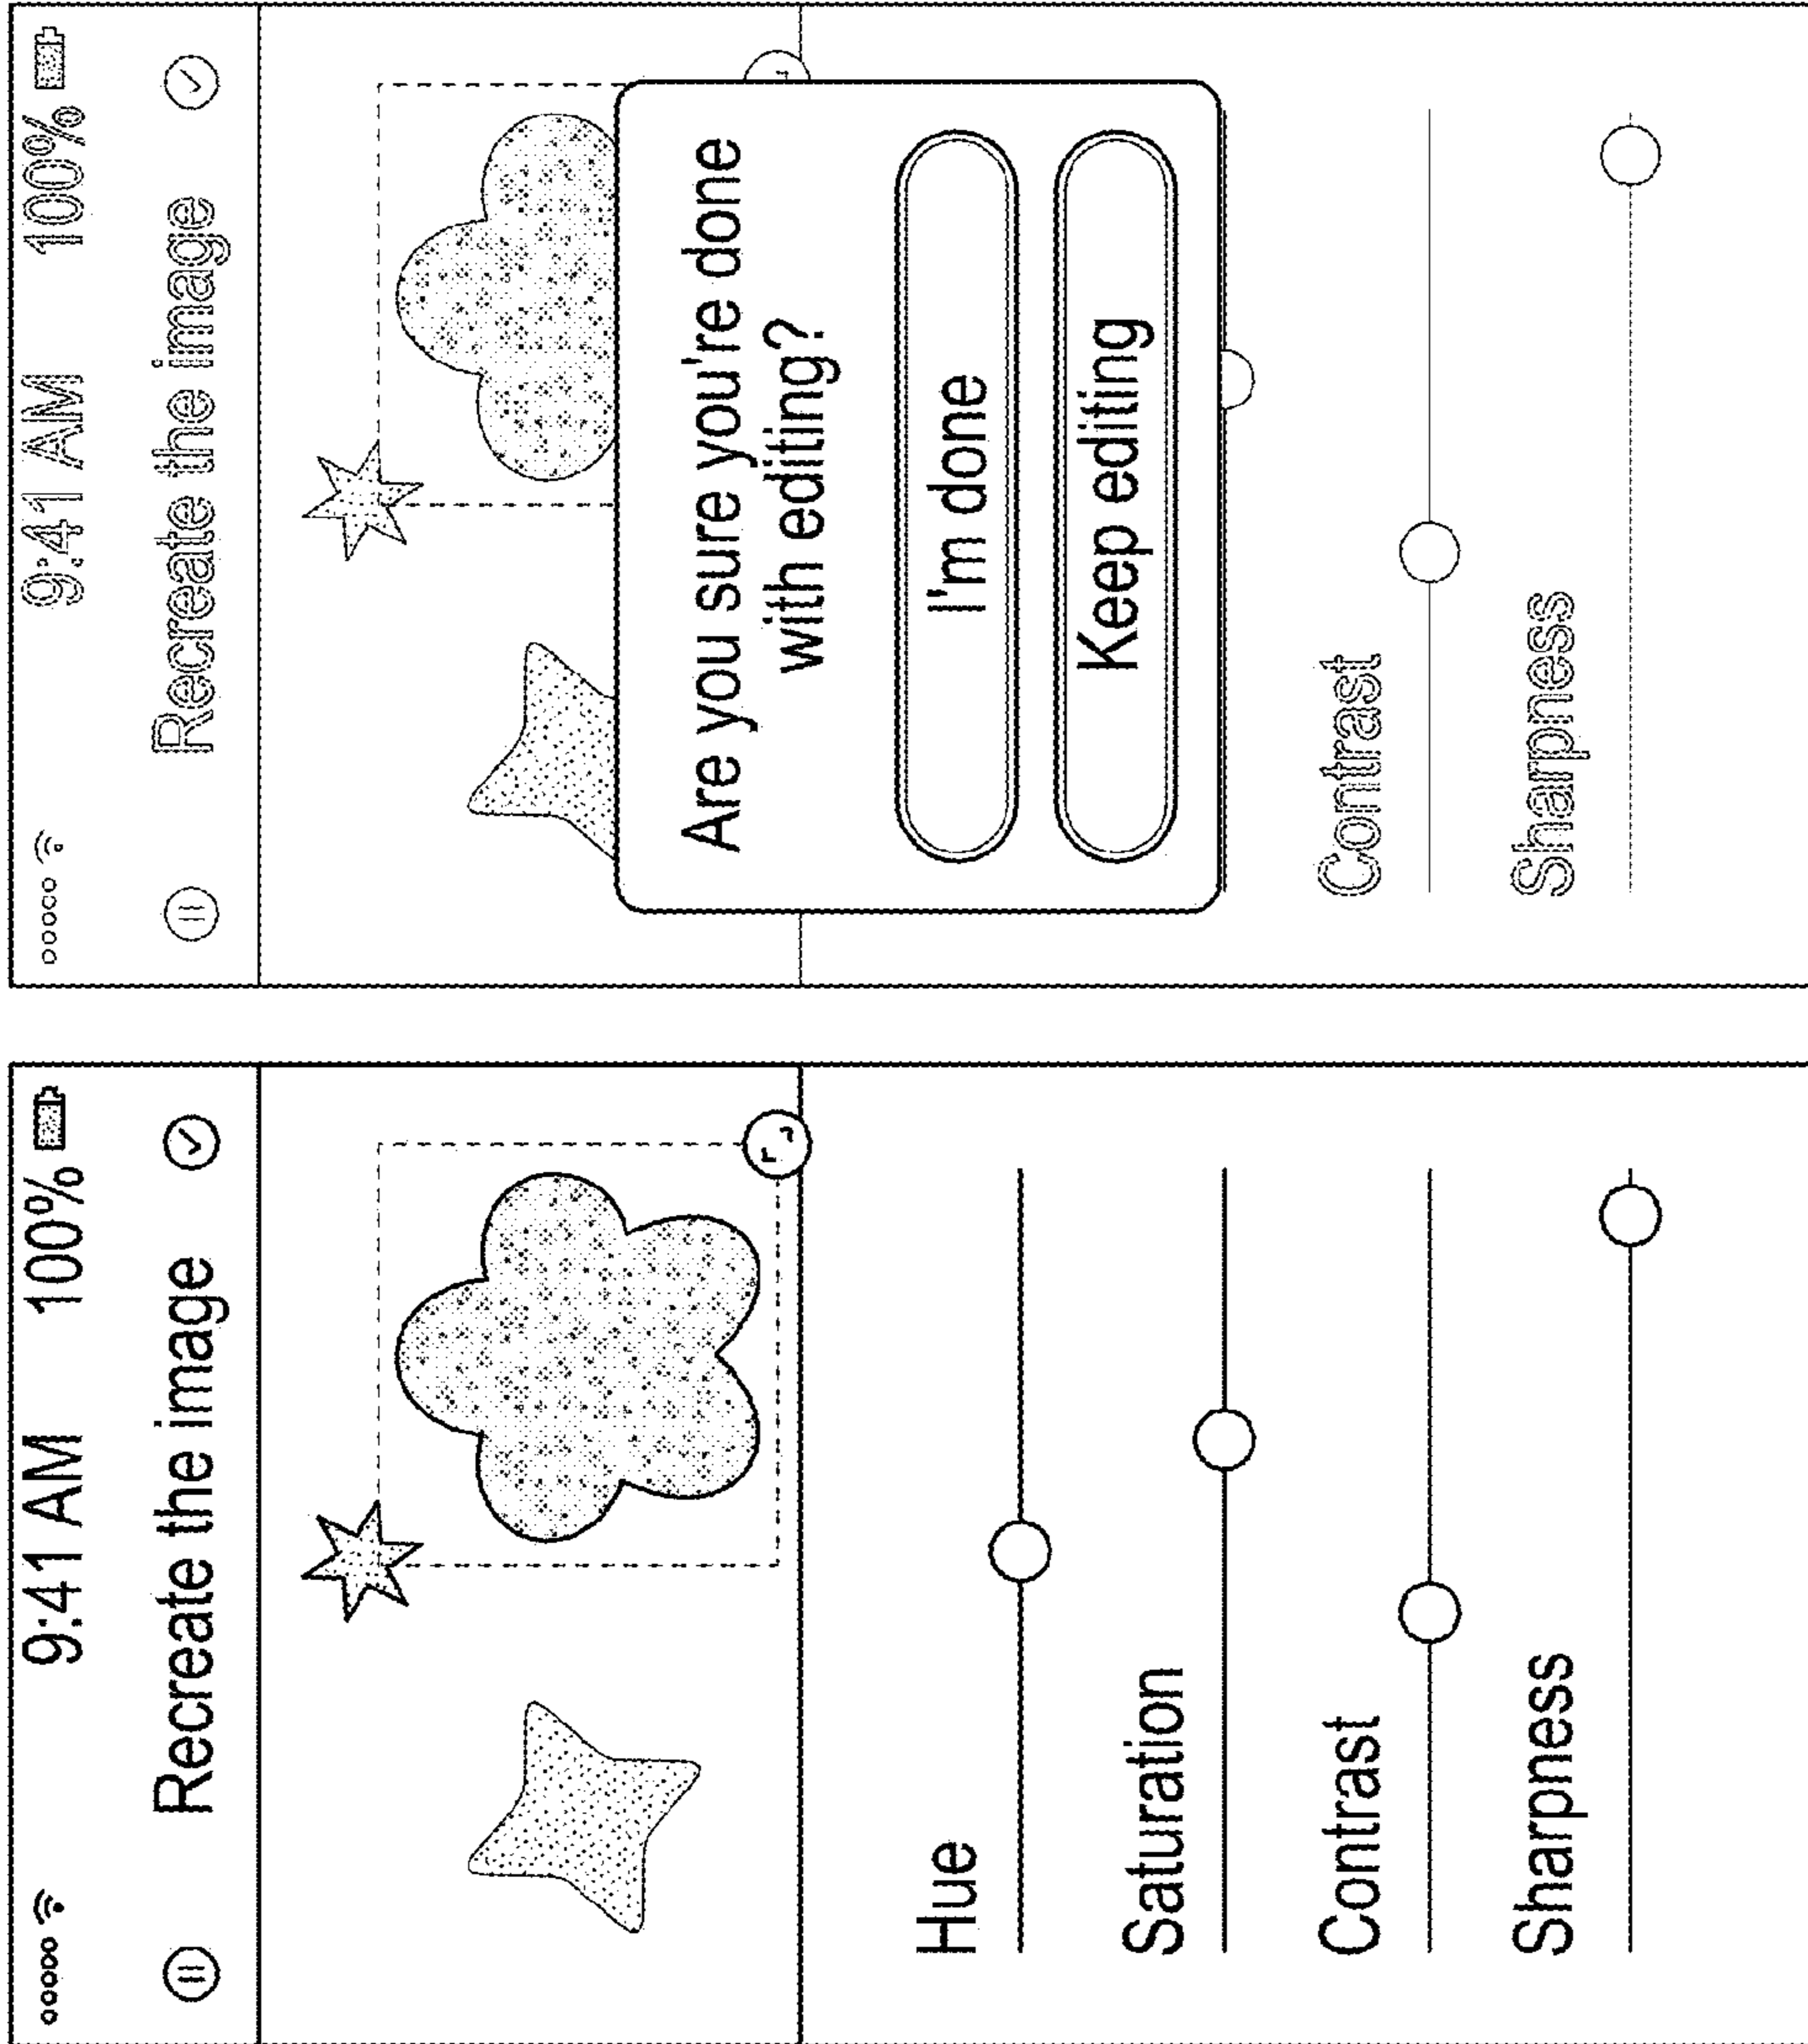 9:41 AM 100%
Recreate the image
Hue
Saturation
Contrast
Sharpness
9:41 AM 100%
Recreate the image
Are you sure you're done
with editing?
I'm done
Keep editing
Contrast
Sharpness